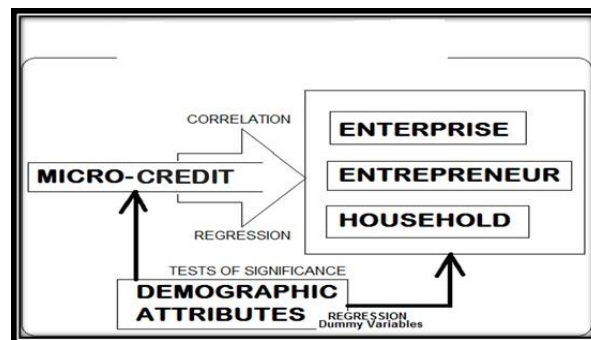 CORRELATION
ENTERPRISE
MICRO-CREDIT
ENTREPRENEUR
HOUSEHOLD
REGRESSION
TESTS OF SIGNIFICANCE
DEMOGRAPHIC
ATTRIBUTES
REGRESSION
Dummy Variables